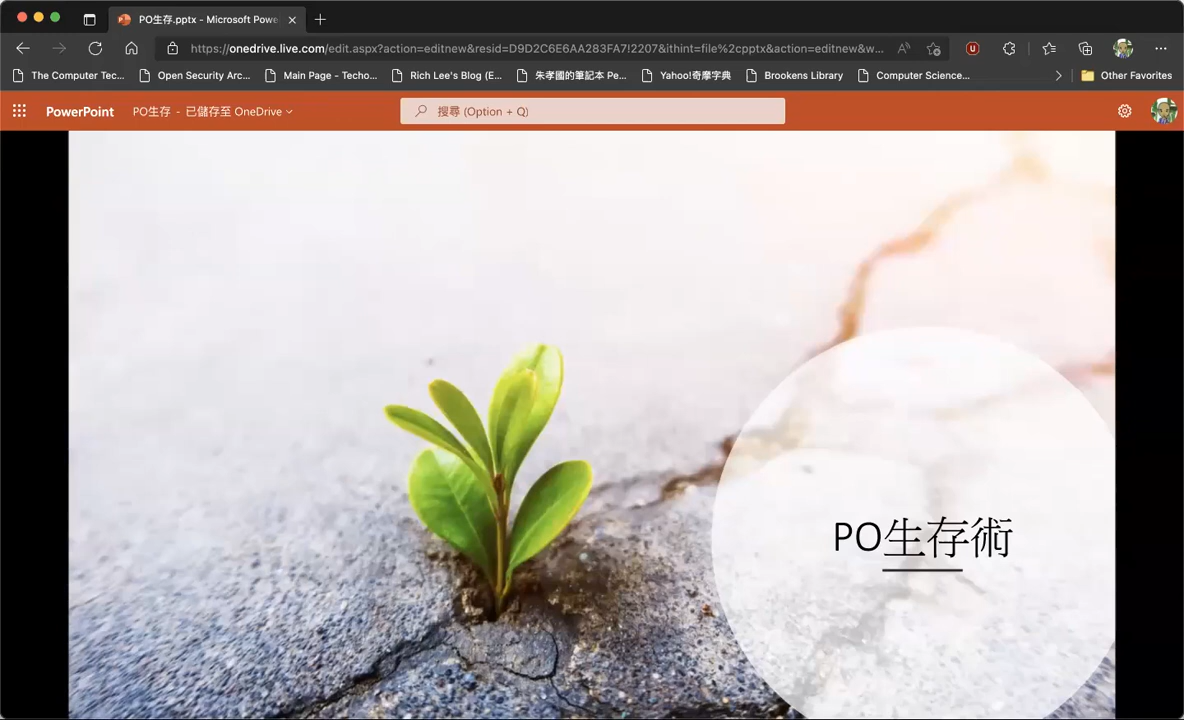 PO生存.pptx - Microsoft Powe
https://onedrive.live.com/edit.aspx?action=editnew&resid=D9D2C6E6AA283FA7!2207&ithint=file%2cpptx&action=editnew&w...
The Computer Tec...
Open Security Arc...
Main Page - Techo...
Rich Lee's Blog (E...
朱孝國的筆記本 Pe...
Yahoo!奇摩字典
Brookens Library
Computer Science...
Other Favorites
PowerPoint
PO生存 - 已儲存至 OneDrive
搜尋 (Option + Q)
PO生存術